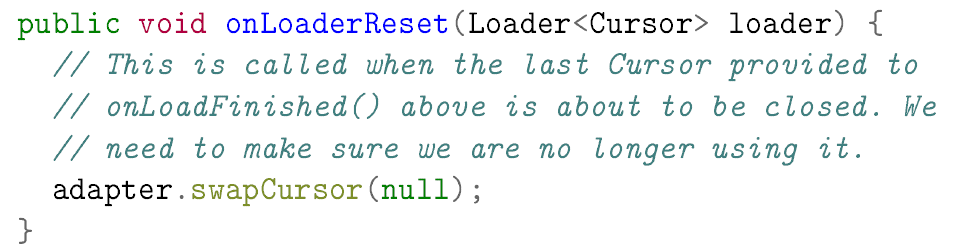 public void onLoaderReset(Loader<Cursor> loader) {
  // This is called when the last Cursor provided to
  // onLoadFinished() above is about to be closed. We
  // need to make sure we are no longer using it.
  adapter.swapCursor(null);
}